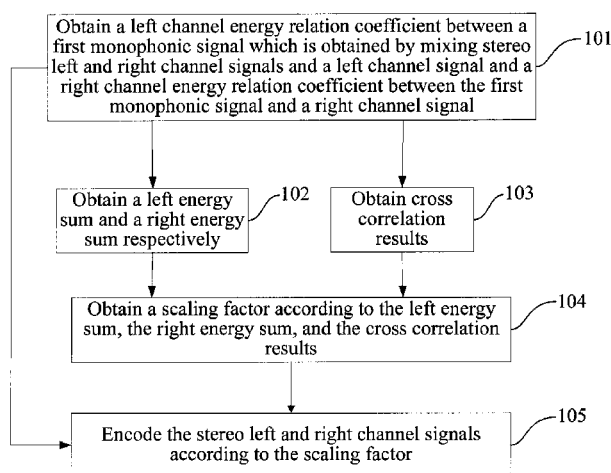 Obtain a left channel energy relation coefficient between a
first monophonic signal which is obtained by mixing stereo
left and right channel signals and a left channel signal and a
right channel energy relation coefficient between the first
monophonic signal and a right channel signal
101
Obtain a left energy
sum and a right energy
sum respectively
102
Obtain cross
correlation
results
103
Obtain a scaling factor according to the left energy
sum, the right energy sum, and the cross correlation
results
104
Encode the stereo left and right channel signals
according to the scaling factor
105